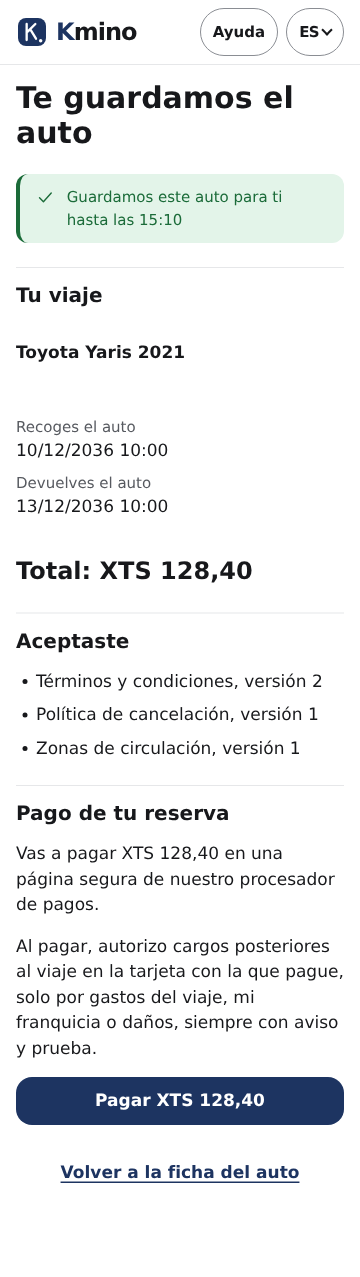 K. Kmino
Ayuda
ES
Te guardamos el
auto
Guardamos este auto para ti
hasta las 15:10
Tu viaje
Toyota Yaris 2021
Recoges el auto
10/12/2036 10:00
Devuelves el auto
13/12/2036 10:00
Total: XTS 128,40
Aceptaste
• Términos y condiciones, versión 2
• Política de cancelación, versión 1
• Zonas de circulación, versión 1
Pago de tu reserva
Vas a pagar XTS 128,40 en una
página segura de nuestro procesador
de pagos.
Al pagar, autorizo cargos posteriores
al viaje en la tarjeta con la que pague,
solo por gastos del viaje, mi
franquicia o daños, siempre con aviso
y prueba.
Pagar XTS 128,40
Volver a la ficha del auto